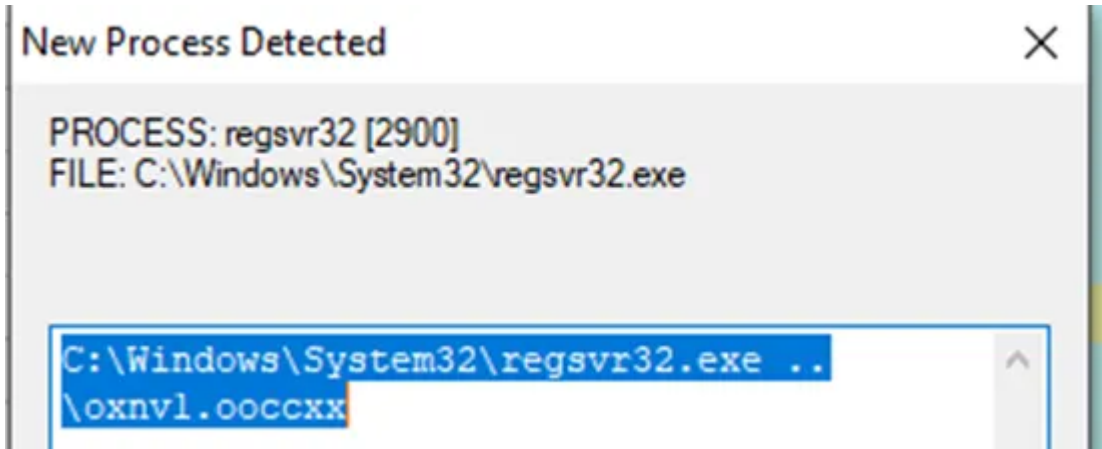 New Process Detected
PROCESS: regsvr32 [2900]
FILE: C:\Windows\System32\regsvr32.exe
C:\Windows\System32\regsvr32.exe ..
\oxnvl.ooccxx